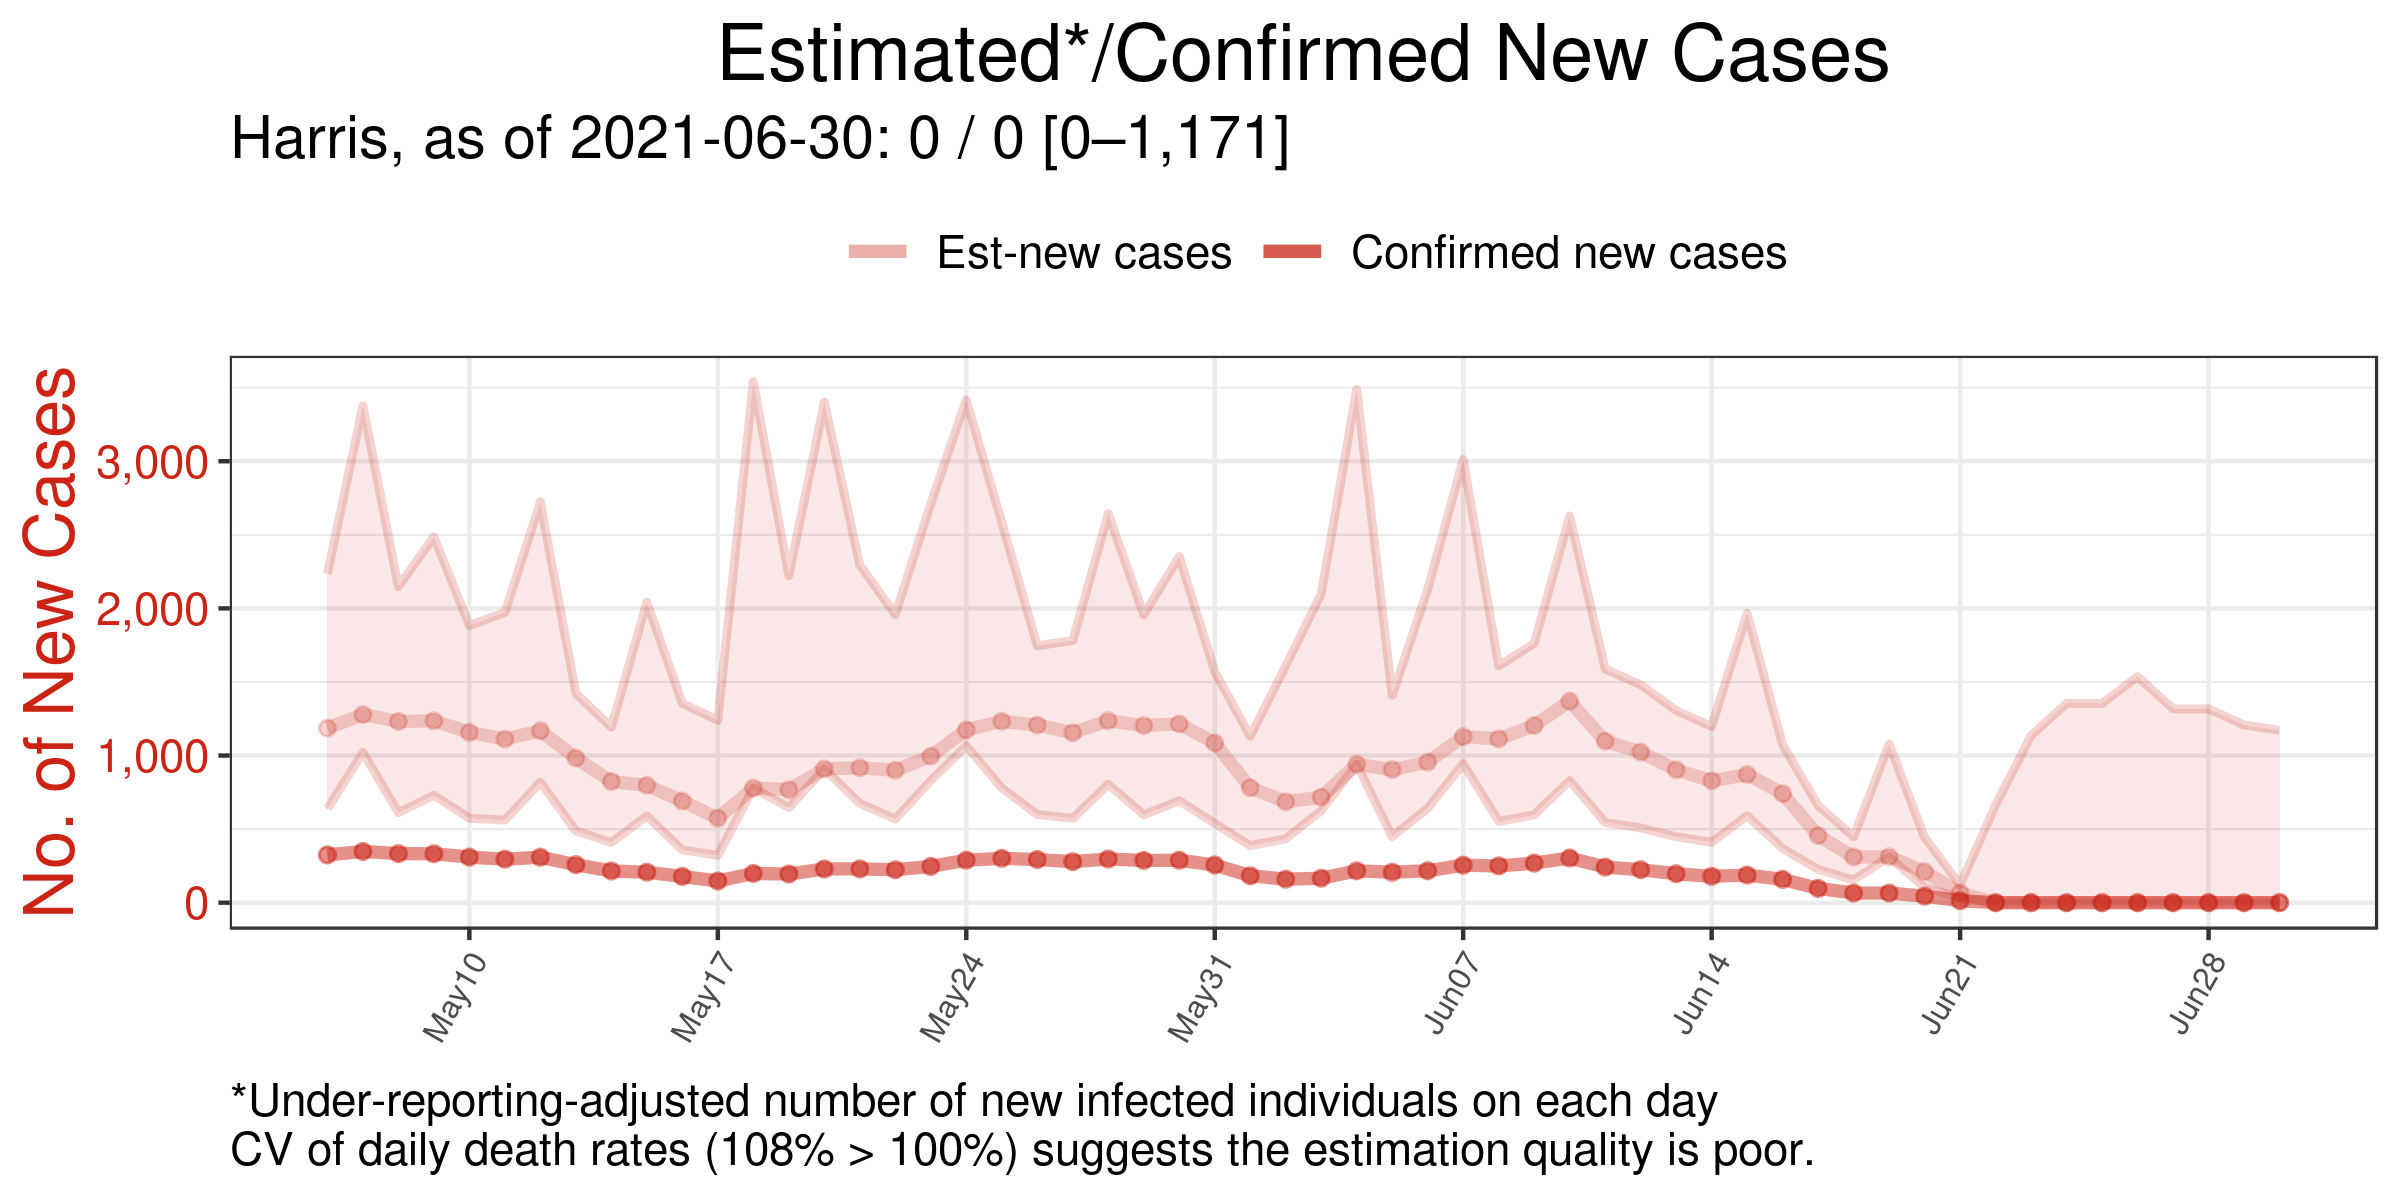 Estimated*/Confirmed New Cases
Harris, as of 2021-06-30: 0 / 0 [0–1,171]
Est-new cases
Confirmed new cases
No. of New Cases
3,000
2,000
1,000
0
May10
May17
May24
May31
Jun07
Jun14
Jun21
Jun28
*Under-reporting-adjusted number of new infected individuals on each day
CV of daily death rates (108% > 100%) suggests the estimation quality is poor.